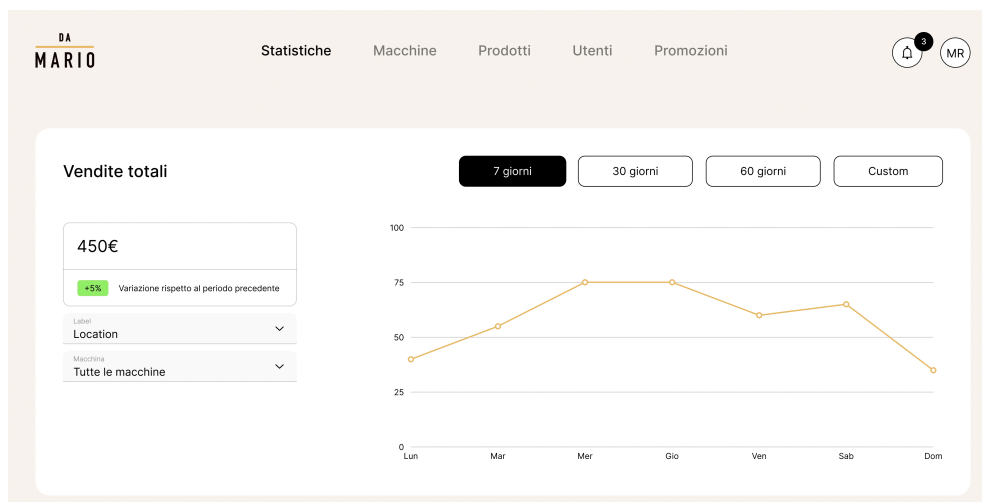 DA
MARIO
Statistiche Macchine Prodotti Utenti Promozioni
3
MR
Vendite totali
7 giorni 30 giorni 60 giorni Custom
450€
+5% Variazione rispetto al periodo precedente
Label
Location
Macchina
Tutte le macchine
100
75
50
25
0
Lun Mar Mer Gio Ven Sab Dom